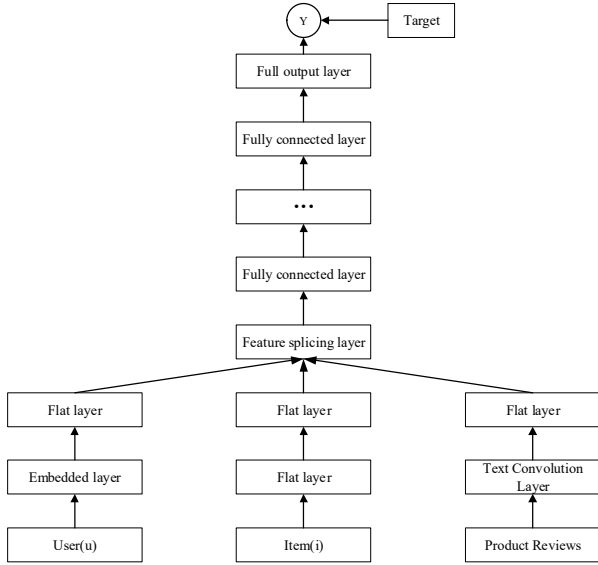 Y
Target
Full output layer
Fully connected layer
...
Fully connected layer
Feature splicing layer
Flat layer
Flat layer
Flat layer
Embedded layer
Flat layer
Text Convolution
Layer
User(u)
Item(i)
Product Reviews